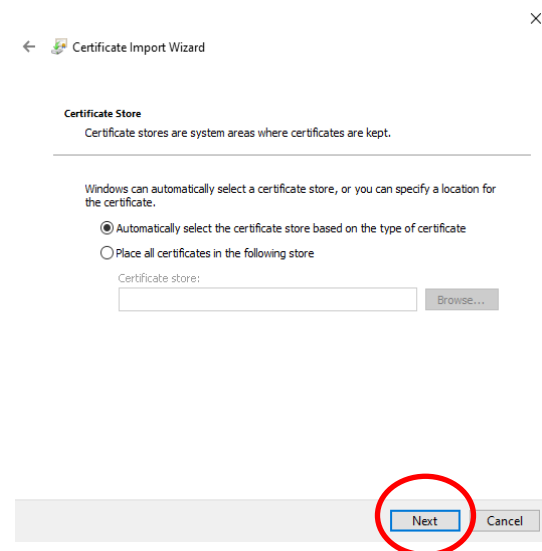 Certificate Import Wizard
Certificate Store
Certificate stores are system areas where certificates are kept.
Windows can automatically select a certificate store, or you can specify a location for
the certificate.
Automatically select the certificate store based on the type of certificate
Place all certificates in the following store
Certificate store:
Browse...
Next
Cancel